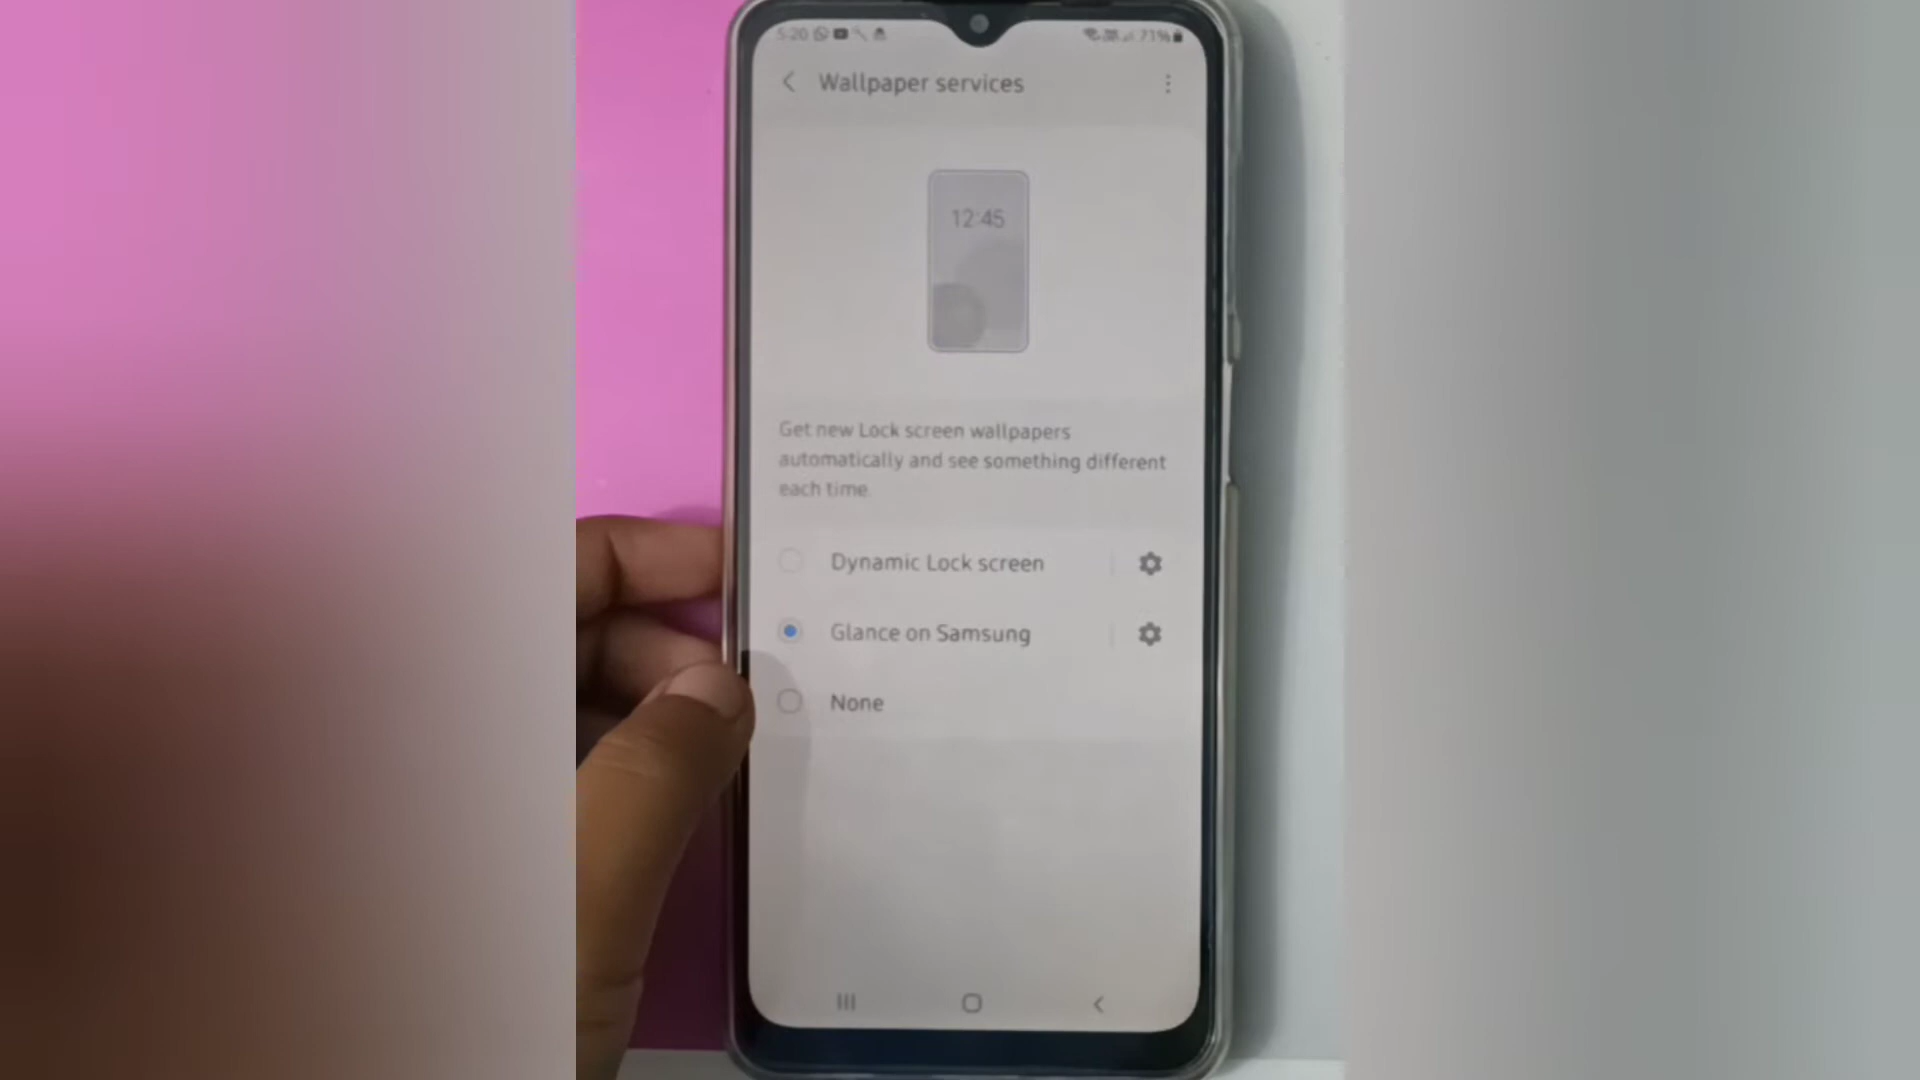 5:20
71%
Wallpaper services
12:45
Get new Lock screen wallpapers
automatically and see something different
each time.
Dynamic Lock screen
Glance on Samsung
None